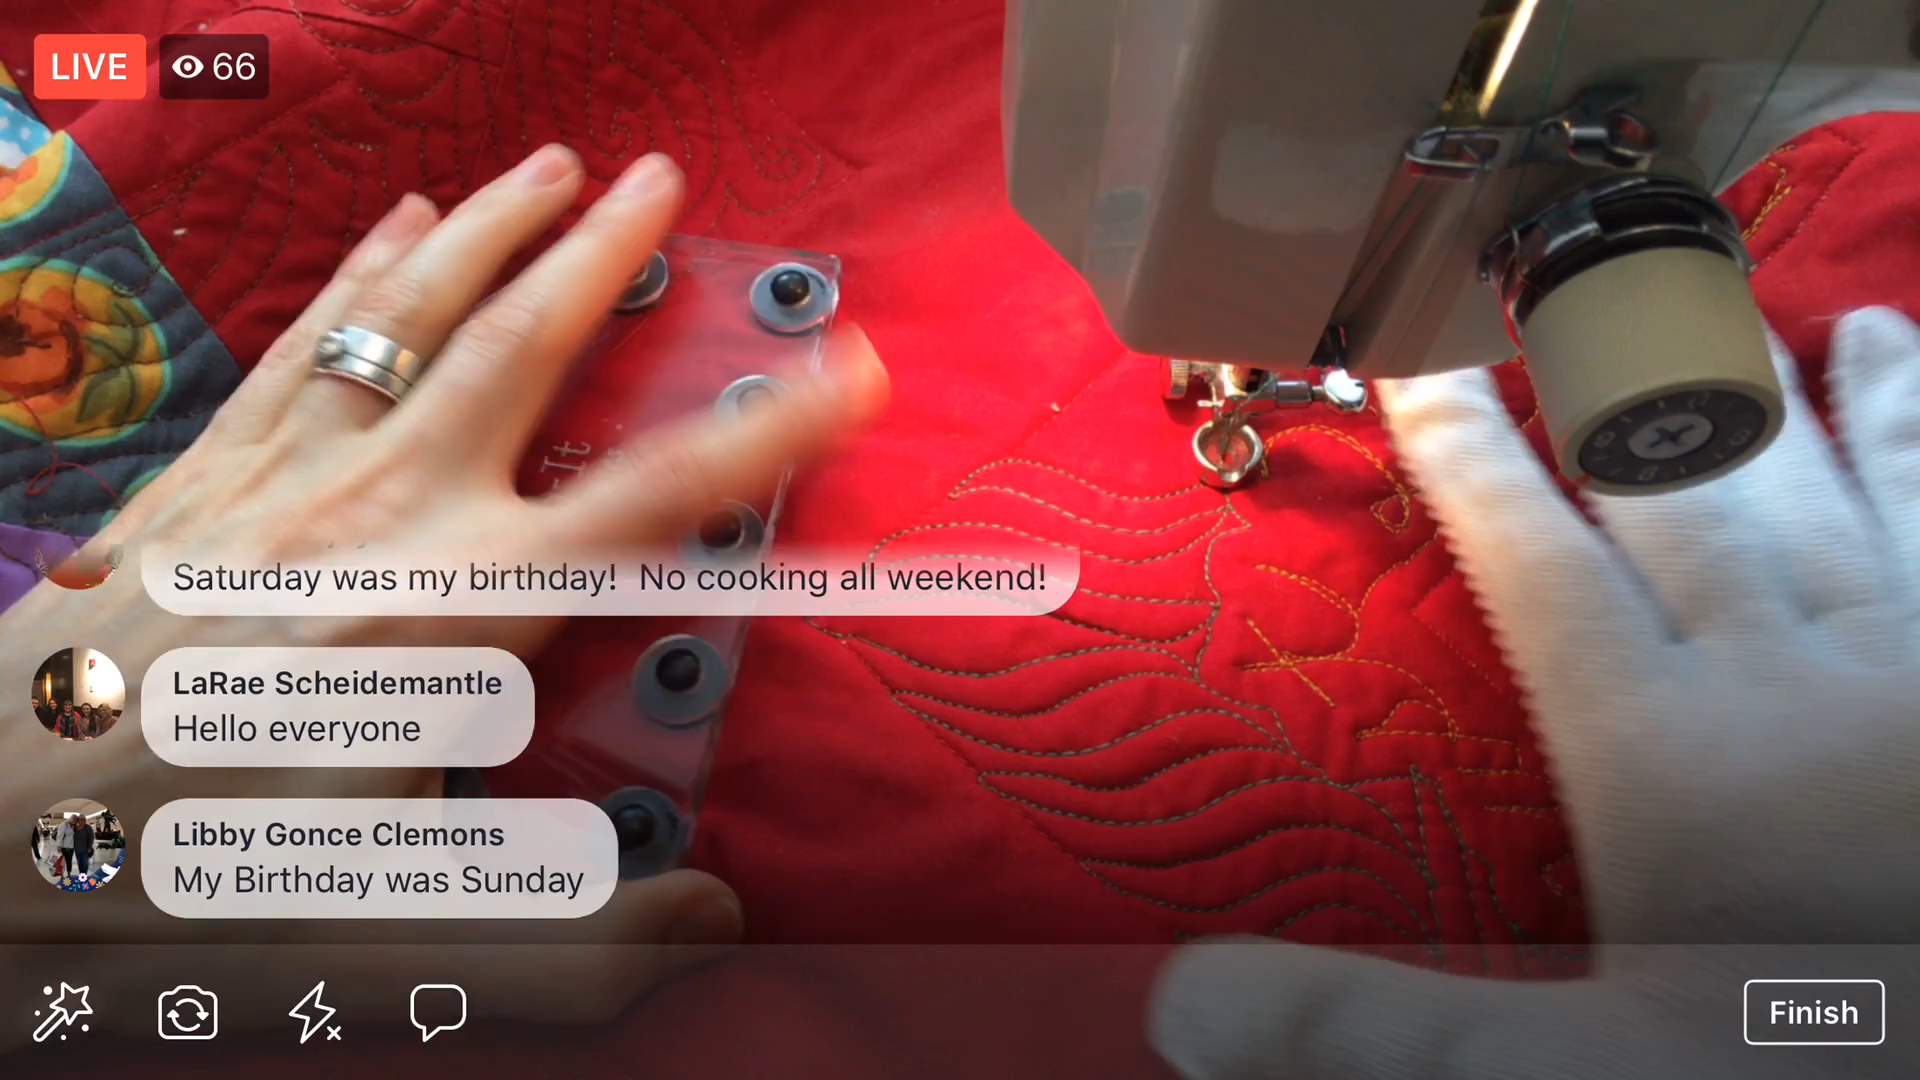 LIVE 66
It
Saturday was my birthday! No cooking all weekend!
LaRae Scheidemantle
Hello everyone
Libby Gonce Clemons
My Birthday was Sunday
Finish